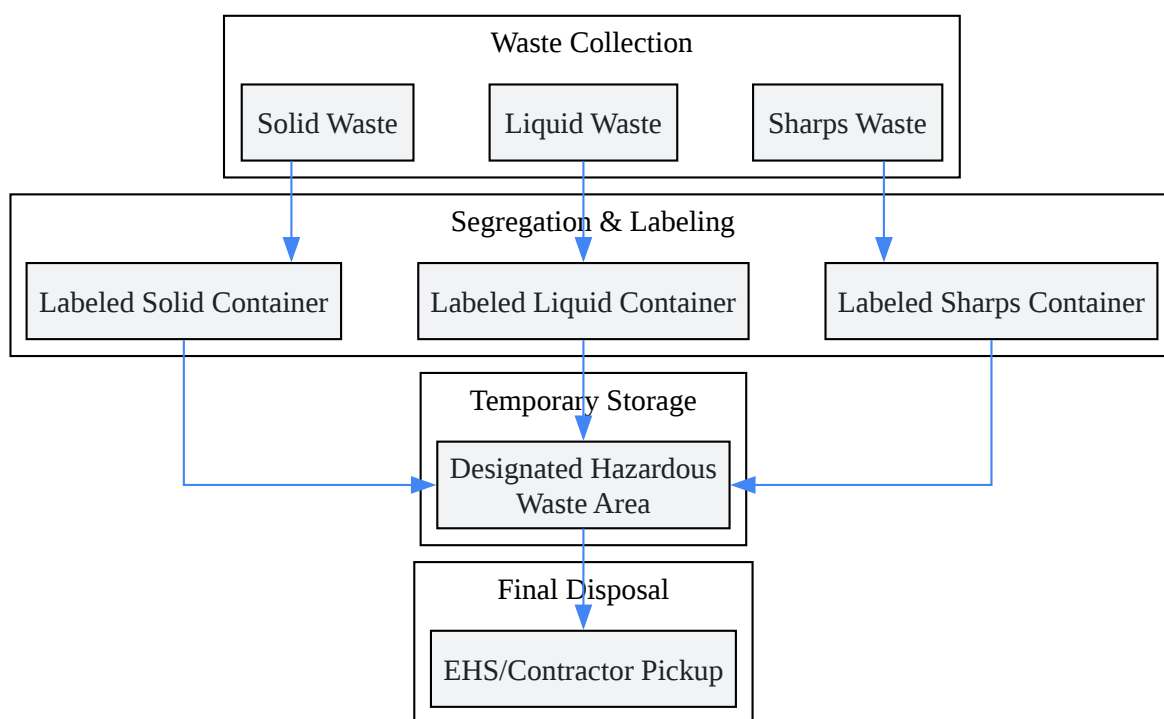 Waste Collection
Solid Waste
Liquid Waste
Sharps Waste
Segregation & Labeling
Labeled Solid Container
Labeled Liquid Container
Labeled Sharps Container
Temporary Storage
Designated Hazardous
Waste Area
Final Disposal
EHS/Contractor Pickup